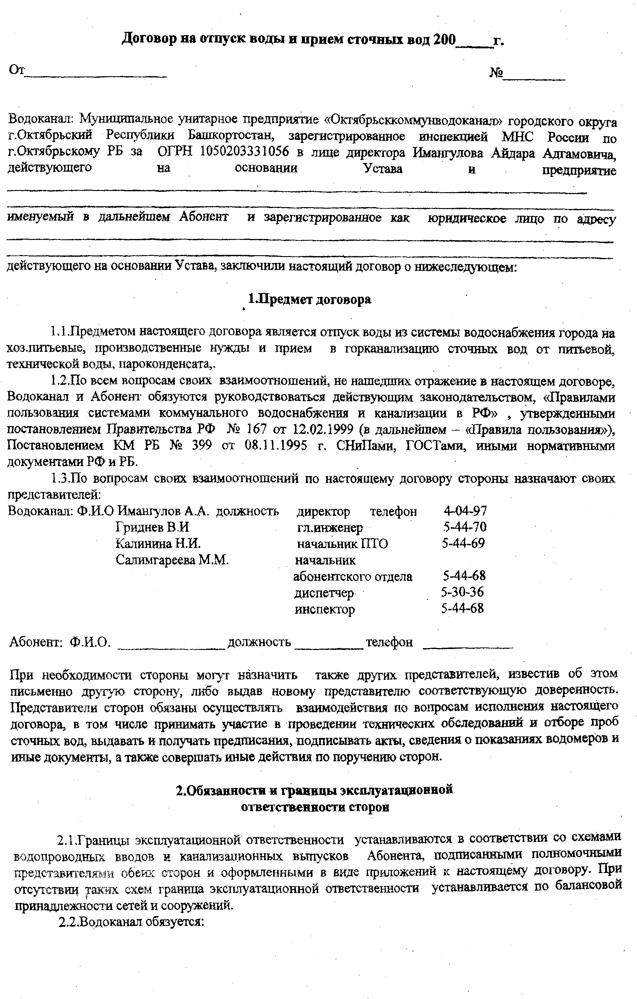 Договор на отпуск воды и прием сточных вод 200_____г.
От____________________ №_________
Водоканал: Муниципальное унитарное предприятие «Октябрьсккоммунводоканал» городского округа
г.Октябрьский Республики Башкортостан, зарегистрированное инспекцией МНС России по
г.Октябрьскому РБ за ОГРН 1050203331056 в лице директора Имангулова Айдара Адгамовича,
действующего на основании Устава и предприятие
именуемый в дальнейшем Абонент и зарегистрированное как юридическое лицо по адресу
действующего на основании Устава, заключили настоящий договор о нижеследующем:
1.Предмет договора
1.1.Предметом настоящего договора является отпуск воды из системы водоснабжения города на
хоз.питьевые, производственные нужды и прием в горканализацию сточных вод от питьевой,
технической воды, пароконденсата,.
1.2.По всем вопросам своих взаимоотношений, не нашедших отражение в настоящем договоре,
Водоканал и Абонент обязуются руководствоваться действующим законодательством, «Правилами
пользования системами коммунального водоснабжения и канализации в РФ» , утвержденными
постановлением Правительства РФ № 167 от 12.02.1999 (в дальнейшем – «Правила пользования»),
Постановлением КМ РБ № 399 от 08.11.1995 г. СНиПами, ГОСТами, иными нормативными
документами РФ и РБ.
1.3.По вопросам своих взаимоотношений по настоящему договору стороны назначают своих
представителей:
Водоканал: Ф.И.О Имангулов А.А. должность директор телефон 4-04-97
Гриднев В.И гл.инженер 5-44-70
Калинина Н.И. начальник ПТО 5-44-69
Салимгареева М.М. начальник
абонентского отдела 5-44-68
диспетчер 5-30-36
инспектор 5-44-68
Абонент: Ф.И.О. _______________должность __________телефон _____________
При необходимости стороны могут назначить также других представителей, известив об этом
письменно другую сторону, либо выдав новому представителю соответствующую доверенность.
Представители сторон обязаны осуществлять взаимодействия по вопросам исполнения настоящего
договора, в том числе принимать участие в проведении технических обследований и отборе проб
сточных вод, выдавать и получать предписания, подписывать акты, сведения о показаниях водомеров и
иные документы, а также совершать иные действия по поручению сторон.
2.Обязанности и границы эксплуатационной
ответственности сторон
2.1.Границы эксплуатационной ответственности устанавливаются в соответствии со схемами
водопроводных вводов и канализационных выпусков Абонента, подписанными полномочными
представителями обеих сторон и оформленными в виде приложений к настоящему договору. При
отсутствии таких схем граница эксплуатационной ответственности устанавливается по балансовой
принадлежности сетей и сооружений.
2.2.Водоканал обязуется: